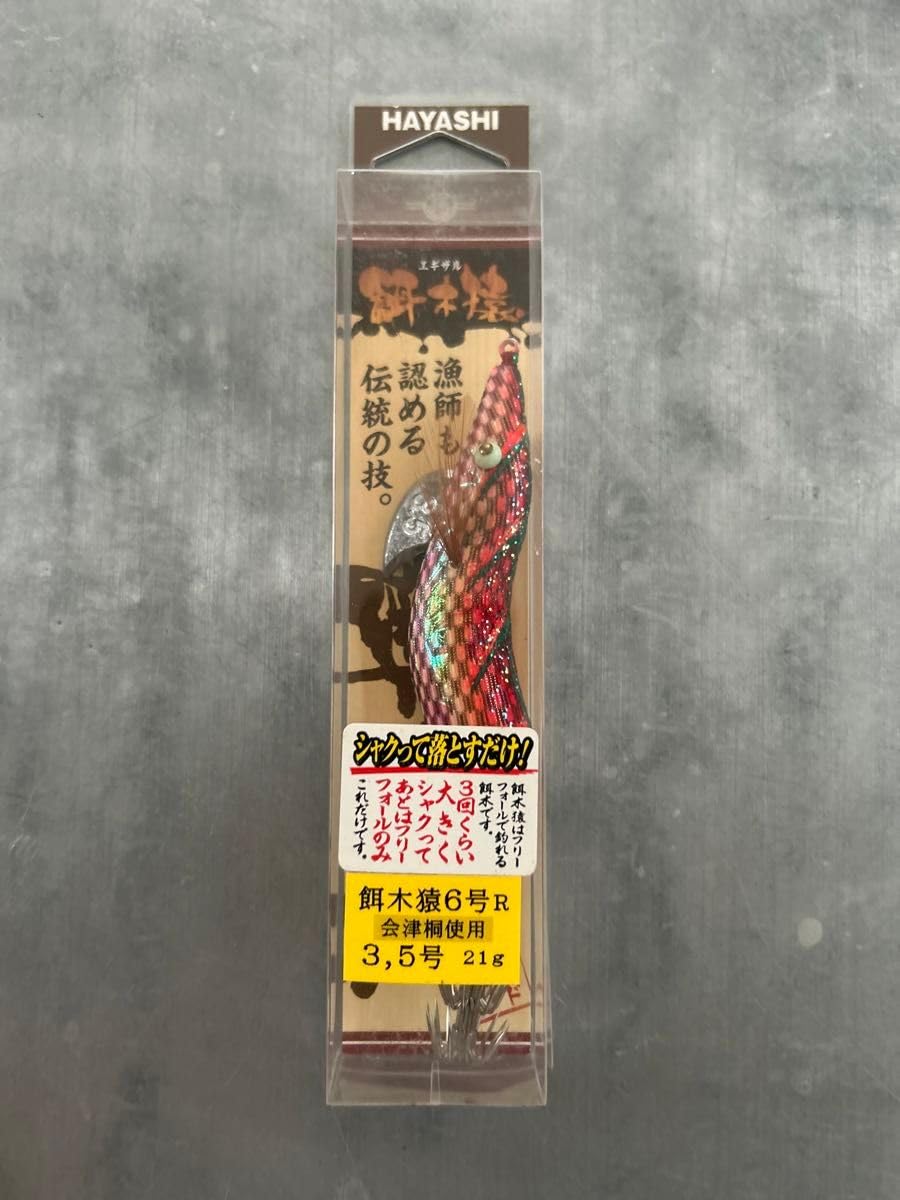 HAYASHI
エギザル
餌木猿
漁師も
認める
伝統の技。
シャクって落とすだけ!
餌木猿はフリー
フォールで釣れる
餌木です。
3回くらい
大きく
シャクって
あとはフリー
フォールのみ
これだけです。
餌木猿6号R
会津桐使用
3,5号 21g
ド